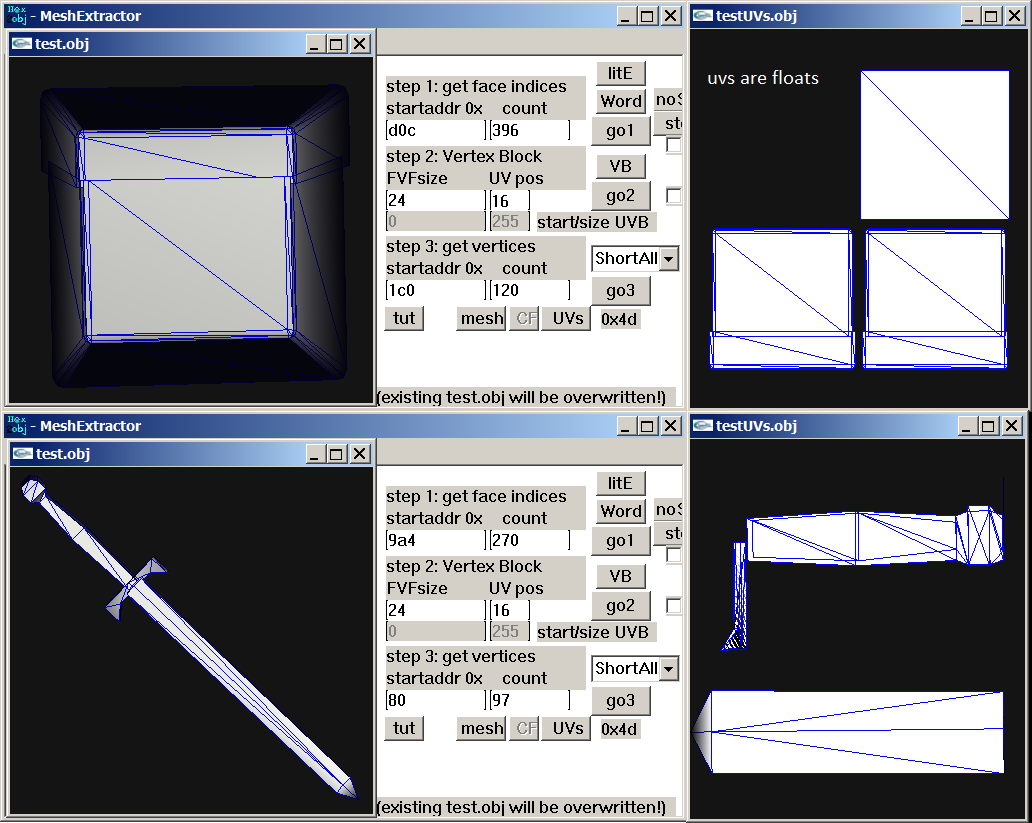 Hex obj - MeshExtractor
test.obj
litE
step 1: get face indices
startaddr 0x count
Word
d0c 396
go1
step 2: Vertex Block
VB
FVFsize UV pos
24 16
go2
0 255 start/size UVB
step 3: get vertices
ShortAll
startaddr 0x count
1c0 120
go3
tut mesh CF UVs 0x4d
(existing test.obj will be overwritten!)
testUVs.obj
uvs are floats
Hex obj - MeshExtractor
test.obj
litE
step 1: get face indices
startaddr 0x count
Word
9a4 270
go1
step 2: Vertex Block
VB
FVFsize UV pos
24 16
go2
0 255 start/size UVB
step 3: get vertices
ShortAll
startaddr 0x count
80 97
go3
tut mesh CF UVs 0x4d
(existing test.obj will be overwritten!)
testUVs.obj